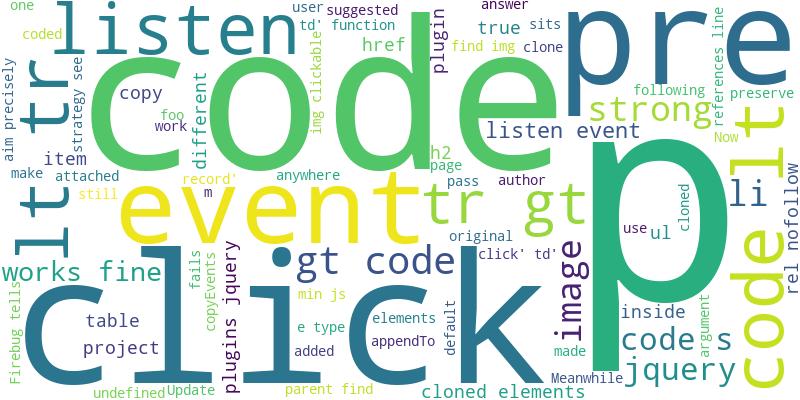 one
coded
listen
user
suggested
td' function
answer
href
plugin
true
sits
find img
clone
pre
references line
aim precisely
strategy see
lt tr
code
copy
foo
work
different
img clickable
following
preserve
strong
listen event
Now
code lt
item
make
attached
still
record'
m
anywhere
h2
page
pass
author
event
tr gt
p
li
rel nofollow
cloned
use
ul
original
click' td'
gt code
works fine
image
inside
click
Firebug tells
fails
copyEvents
plugins jquery
min js
e type
elements
default
argument
table
project
added
appendTo
made
code s
jquery
Meanwhile
undefined
Update
parent find
cloned elements